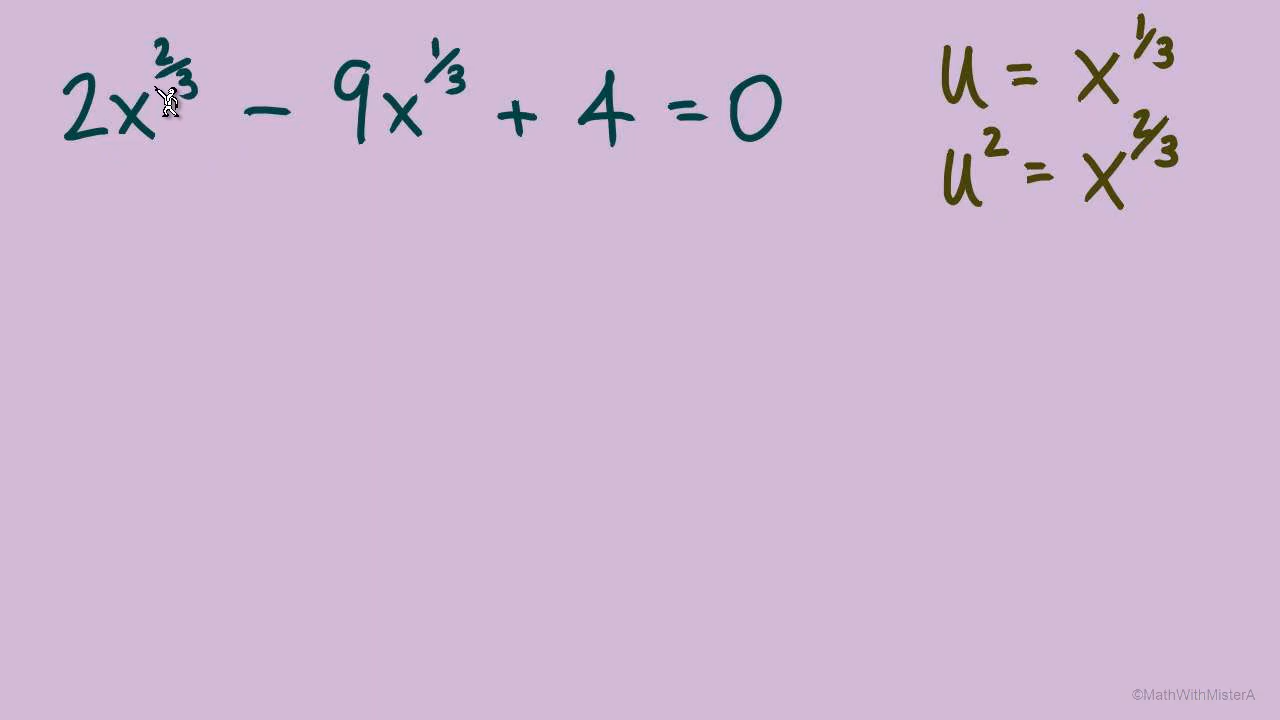 2x^(2/3) − 9x^(1/3) + 4 = 0
u = x^(1/3)
u² = x^(2/3)
©MathWithMisterA